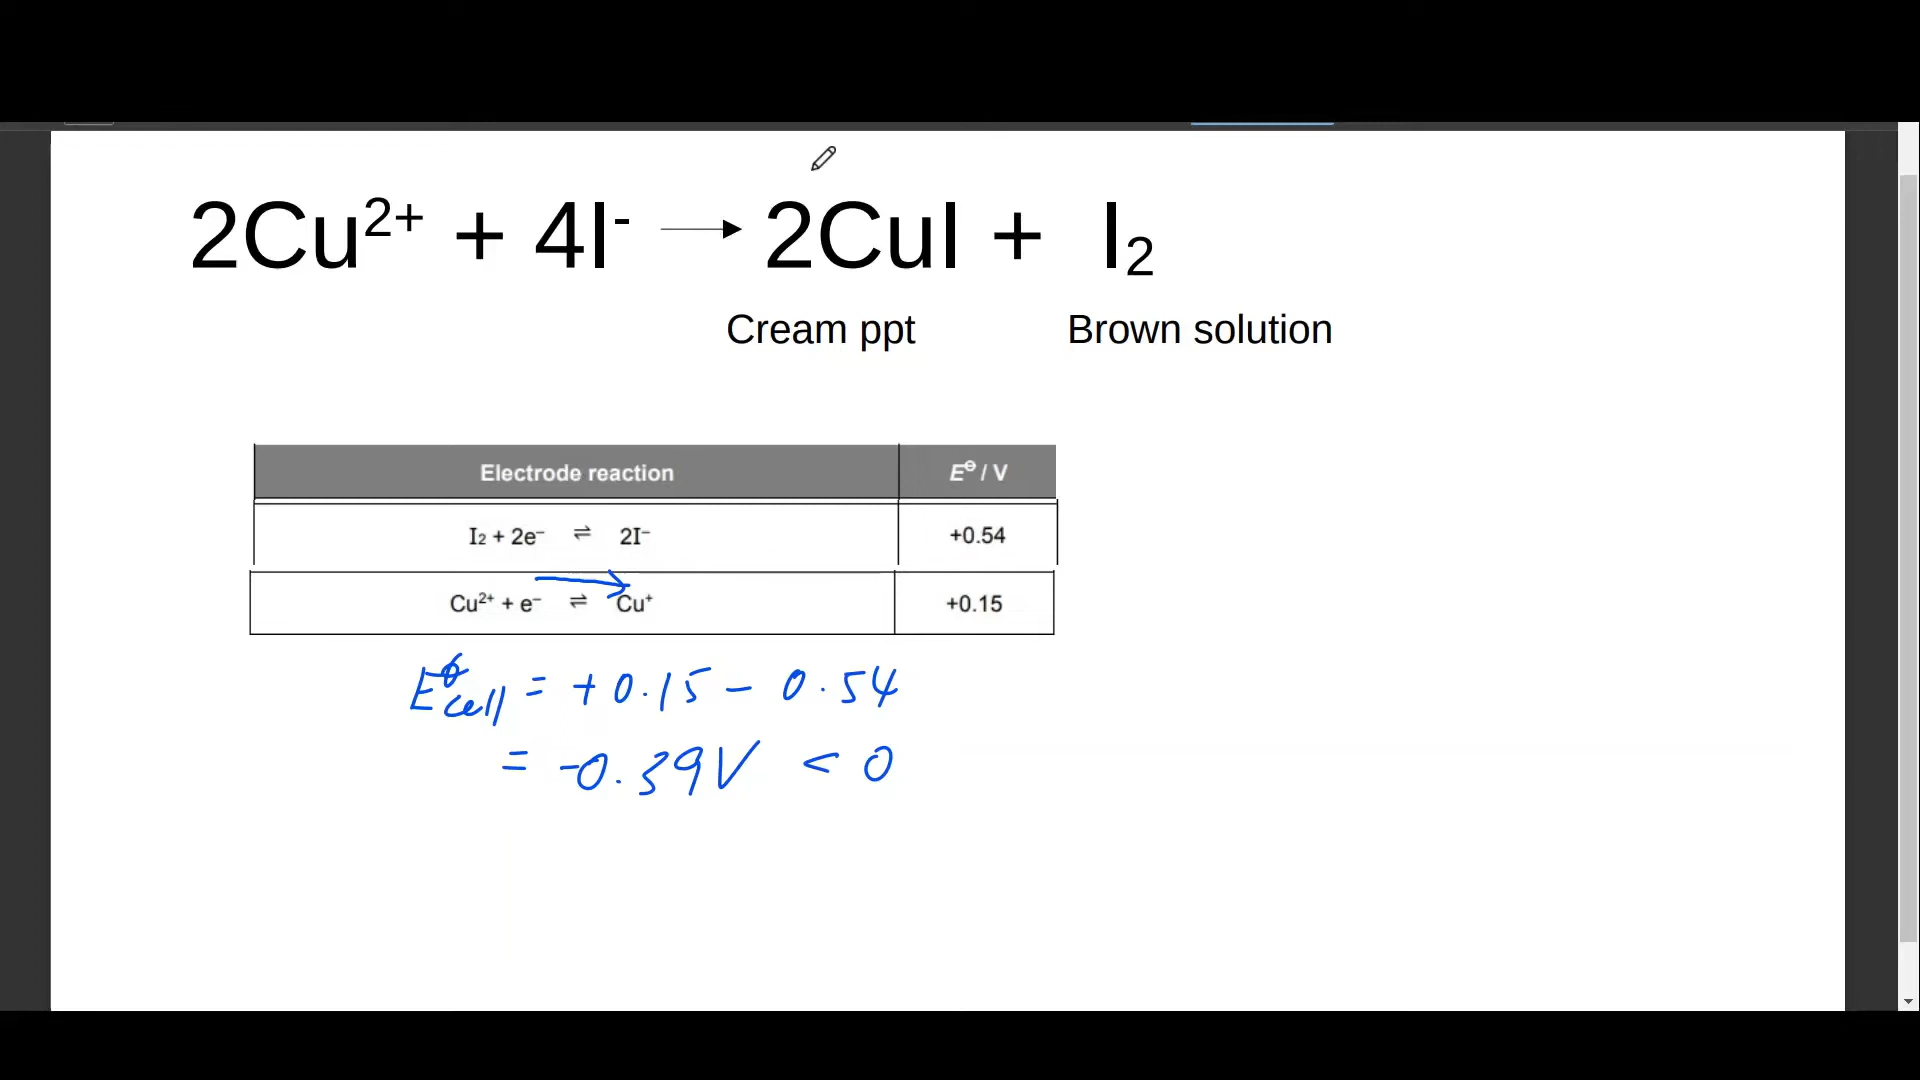 2Cu²⁺ + 4I⁻ → 2CuI + I₂
Cream ppt Brown solution
Electrode reaction E⦵ / V
I₂ + 2e⁻ ⇌ 2I⁻ +0.54
Cu²⁺ + e⁻ ⇌ Cu⁺ +0.15
E⦵cell = +0.15 - 0.54
= -0.39V < 0